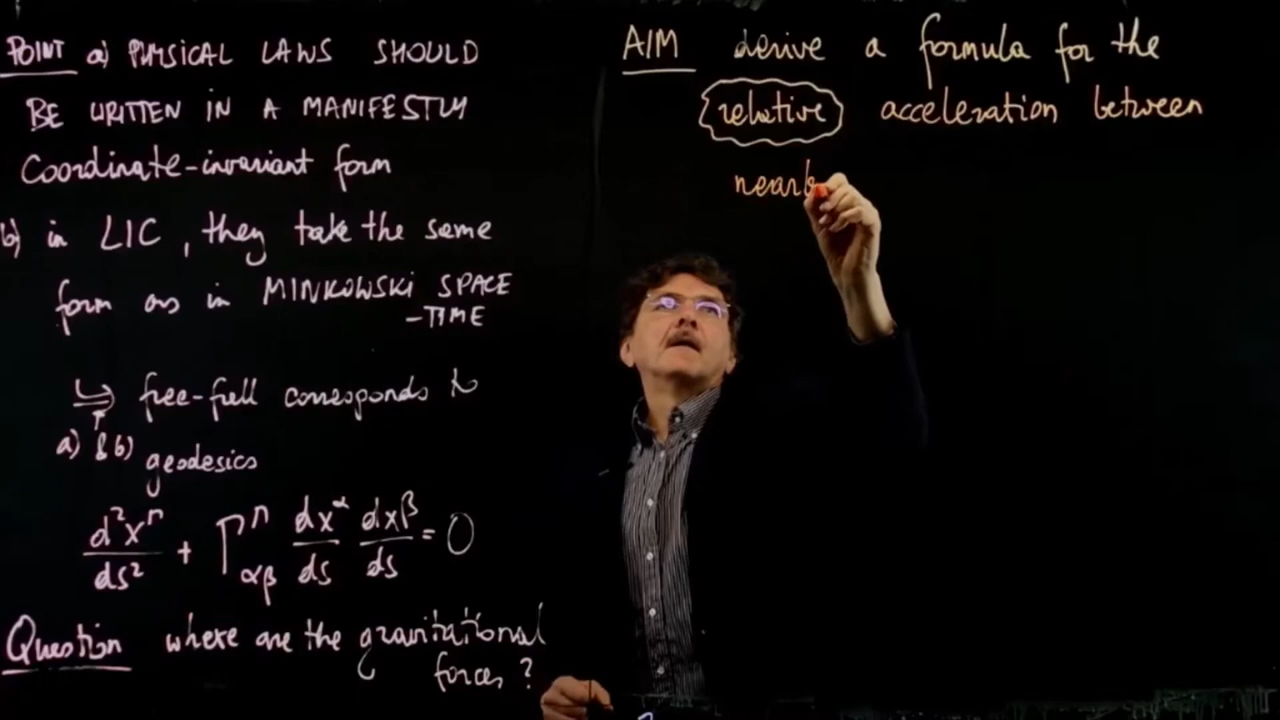 POINT a) PHYSICAL LAWS SHOULD
BE WRITTEN IN A MANIFESTLY
Coordinate-invariant form
b) in LIC, they take the same
form as in MINKOWSKI SPACE
-TIME
↪ free-fall corresponds to
a) & b) geodesics
d²xⁿ/ds² + Γⁿαβ dx^α/ds dx^β/ds = 0
Question where are the gravitational
forces?
AIM derive a formula for the
relative acceleration between
nearb